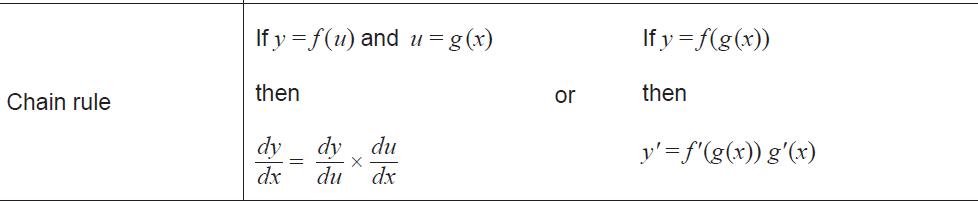 Chain rule
If y = f(u) and u = g(x)
then
dy/dx = dy/du × du/dx
or
If y = f(g(x))
then
y' = f'(g(x)) g'(x)